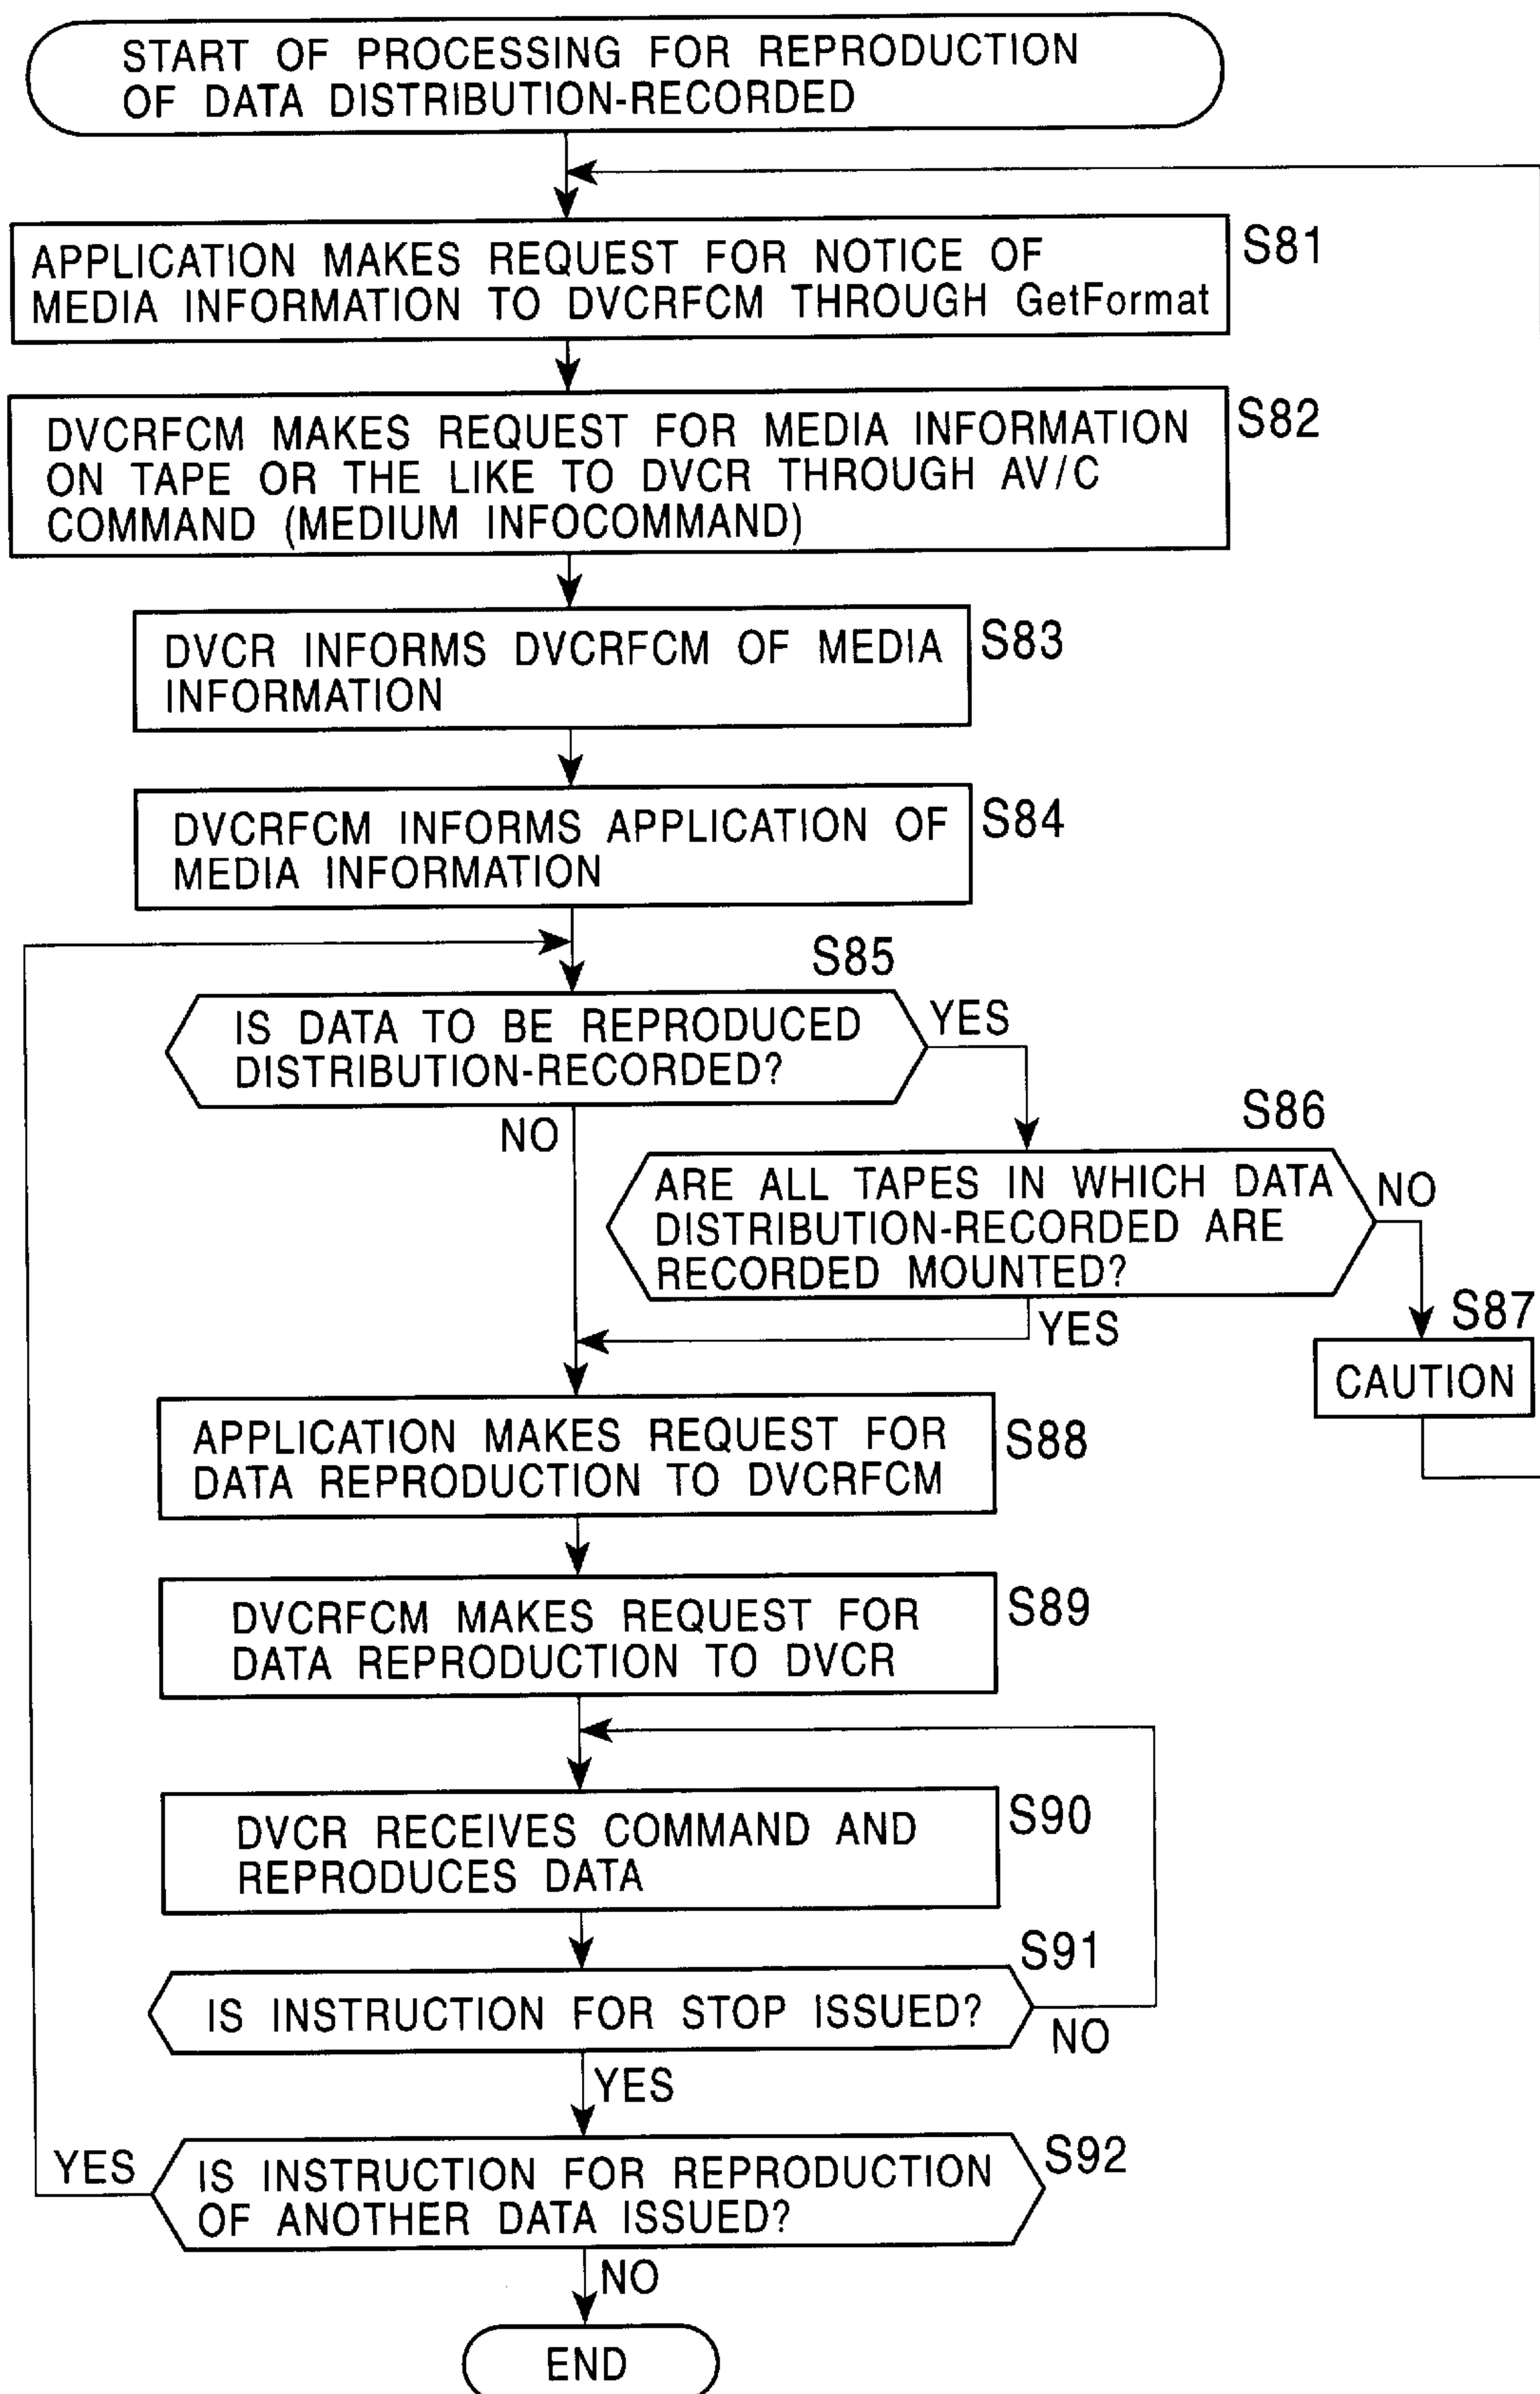 START OF PROCESSING FOR REPRODUCTION
OF DATA DISTRIBUTION-RECORDED
APPLICATION MAKES REQUEST FOR NOTICE OF
MEDIA INFORMATION TO DVCRFCM THROUGH GetFormat
S81
DVCRFCM MAKES REQUEST FOR MEDIA INFORMATION
ON TAPE OR THE LIKE TO DVCR THROUGH AV/C
COMMAND (MEDIUM INFOCOMMAND)
S82
DVCR INFORMS DVCRFCM OF MEDIA
INFORMATION
S83
DVCRFCM INFORMS APPLICATION OF
MEDIA INFORMATION
S84
S85
IS DATA TO BE REPRODUCED
DISTRIBUTION-RECORDED?
YES
NO
S86
ARE ALL TAPES IN WHICH DATA
DISTRIBUTION-RECORDED ARE
RECORDED MOUNTED?
NO
YES
S87
CAUTION
APPLICATION MAKES REQUEST FOR
DATA REPRODUCTION TO DVCRFCM
S88
DVCRFCM MAKES REQUEST FOR
DATA REPRODUCTION TO DVCR
S89
DVCR RECEIVES COMMAND AND
REPRODUCES DATA
S90
S91
IS INSTRUCTION FOR STOP ISSUED?
NO
YES
S92
IS INSTRUCTION FOR REPRODUCTION
OF ANOTHER DATA ISSUED?
YES
NO
END